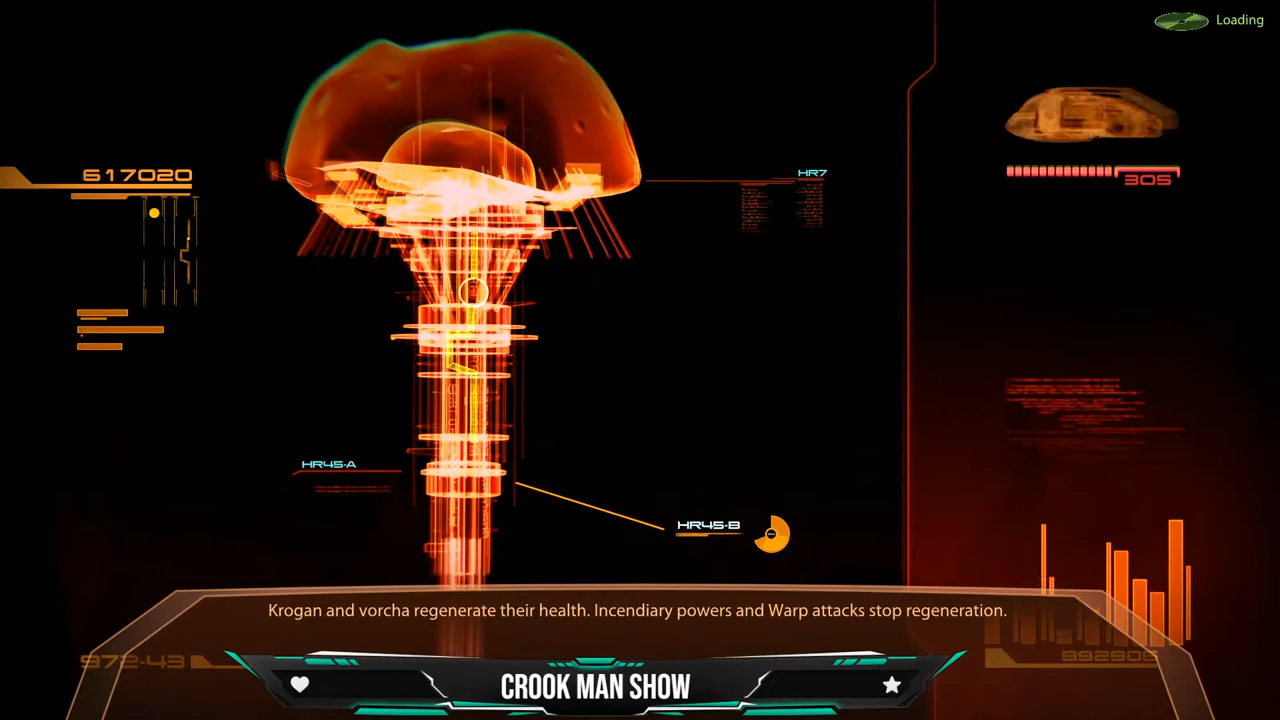 Loading
617020
HR7
305
HR45-A
HR45-B
Krogan and vorcha regenerate their health. Incendiary powers and Warp attacks stop regeneration.
972-43
992806
CROOK MAN SHOW